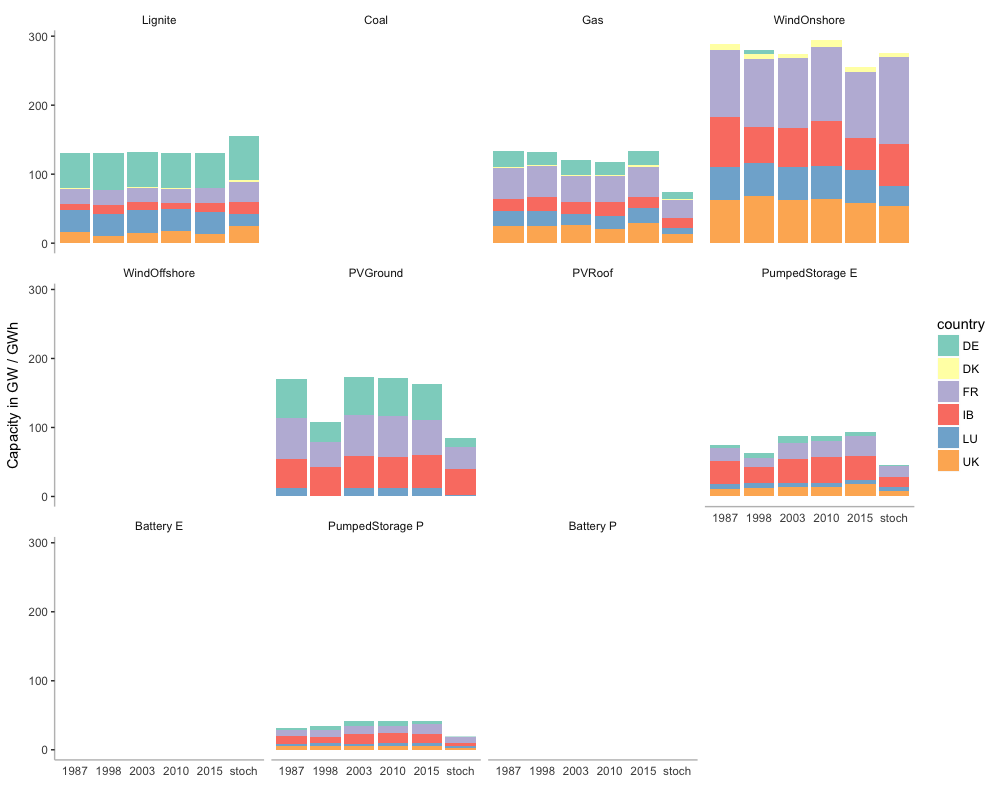 Lignite
Coal
Gas
WindOnshore
300
200
100
0
WindOffshore
PVGround
PVRoof
PumpedStorage E
300
200
100
0
1987 1998 2003 2010 2015 stoch
Battery E
PumpedStorage P
Battery P
300
200
100
0
1987 1998 2003 2010 2015 stoch
1987 1998 2003 2010 2015 stoch
1987 1998 2003 2010 2015 stoch
Capacity in GW / GWh
country
DE
DK
FR
IB
LU
UK